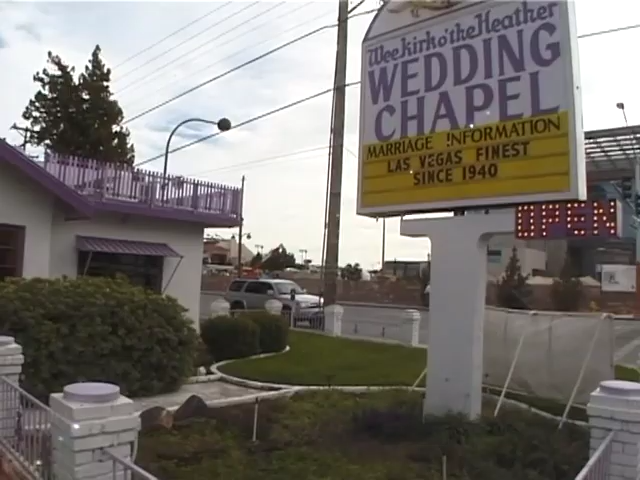 Wee Kirk o' the Heather
WEDDING
CHAPEL
MARRIAGE INFORMATION
LAS VEGAS FINEST
SINCE 1940
OPEN